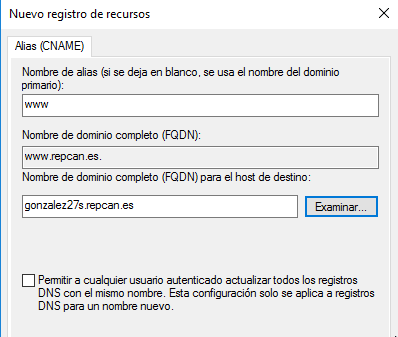 Nuevo registro de recursos
Alias (CNAME)
Nombre de alias (si se deja en blanco, se usa el nombre del dominio
primario):
www
Nombre de dominio completo (FQDN):
www.repcan.es.
Nombre de dominio completo (FQDN) para el host de destino:
gonzalez27s.repcan.es
Examinar...
Permitir a cualquier usuario autenticado actualizar todos los registros
DNS con el mismo nombre. Esta configuración solo se aplica a registros
DNS para un nombre nuevo.